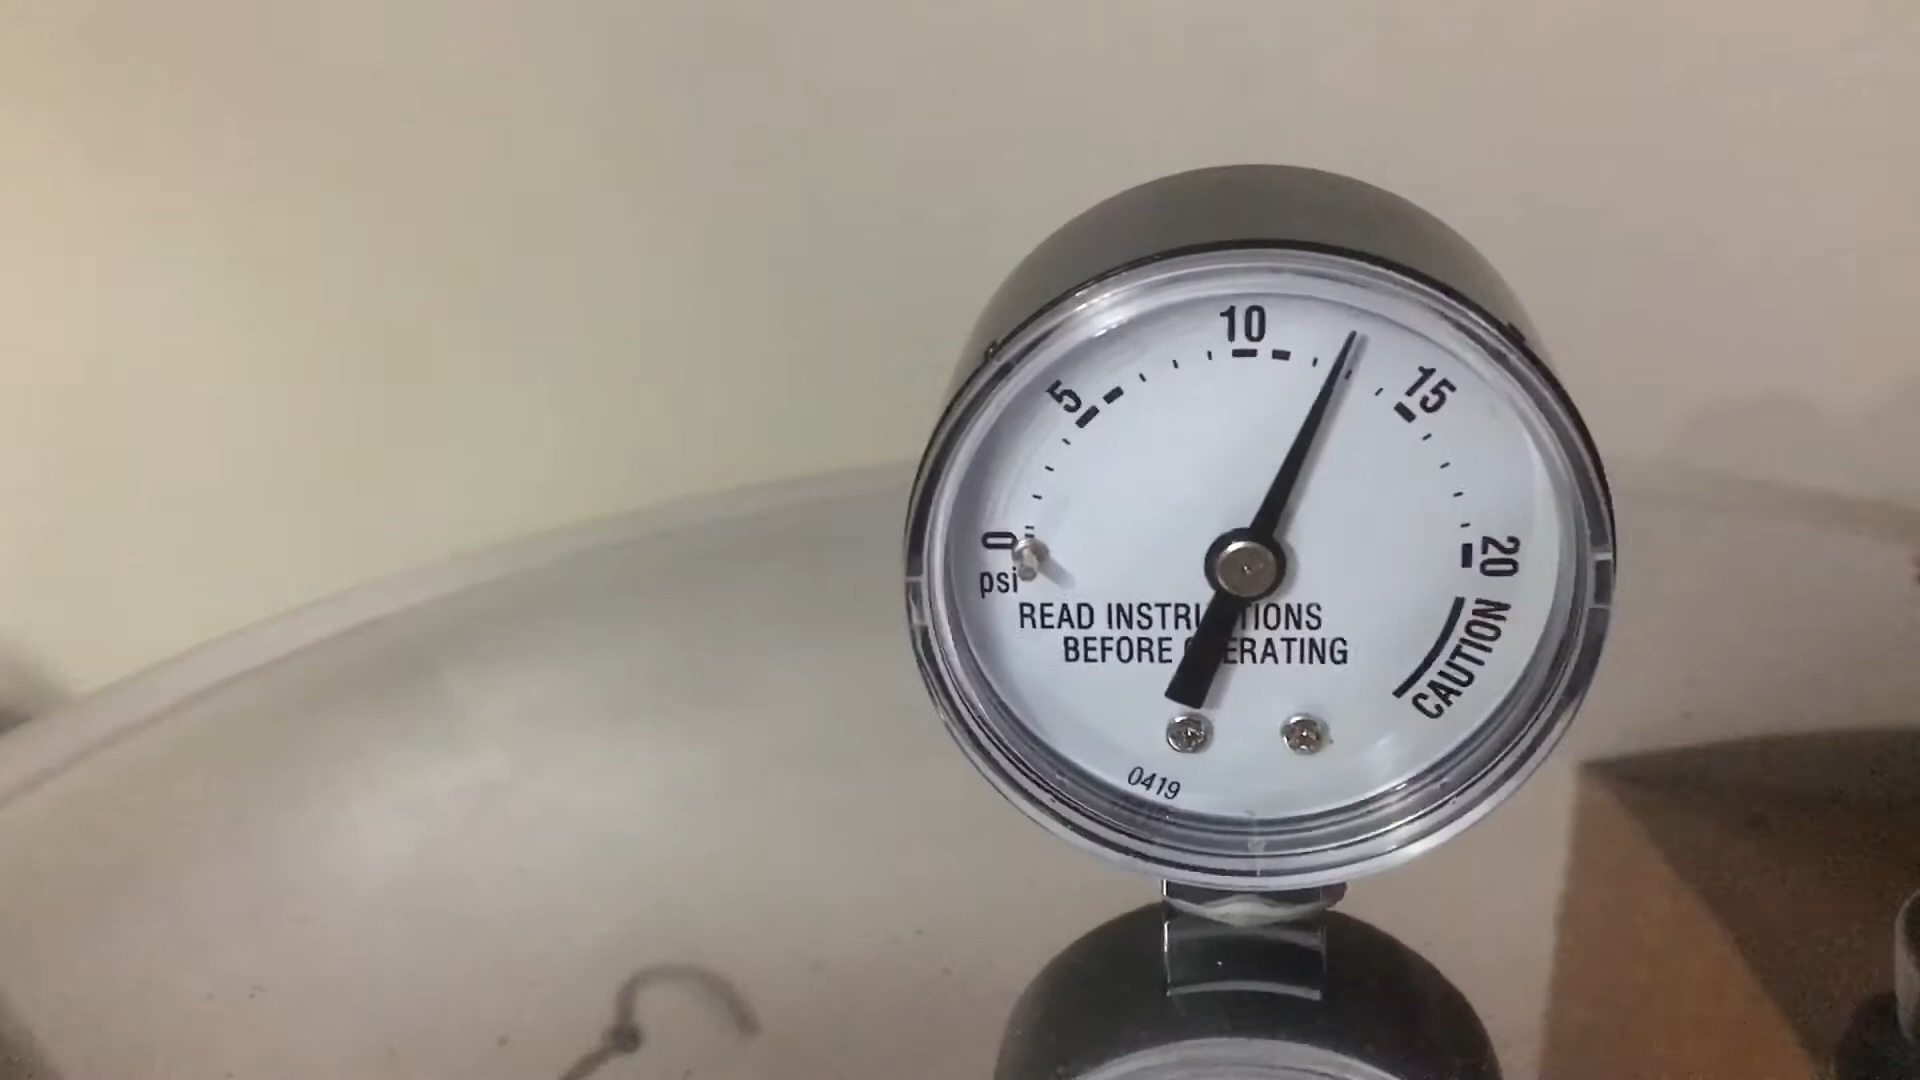 10
5
15
0
20
psi
READ INSTRUCTIONS
BEFORE OPERATING
CAUTION
0419